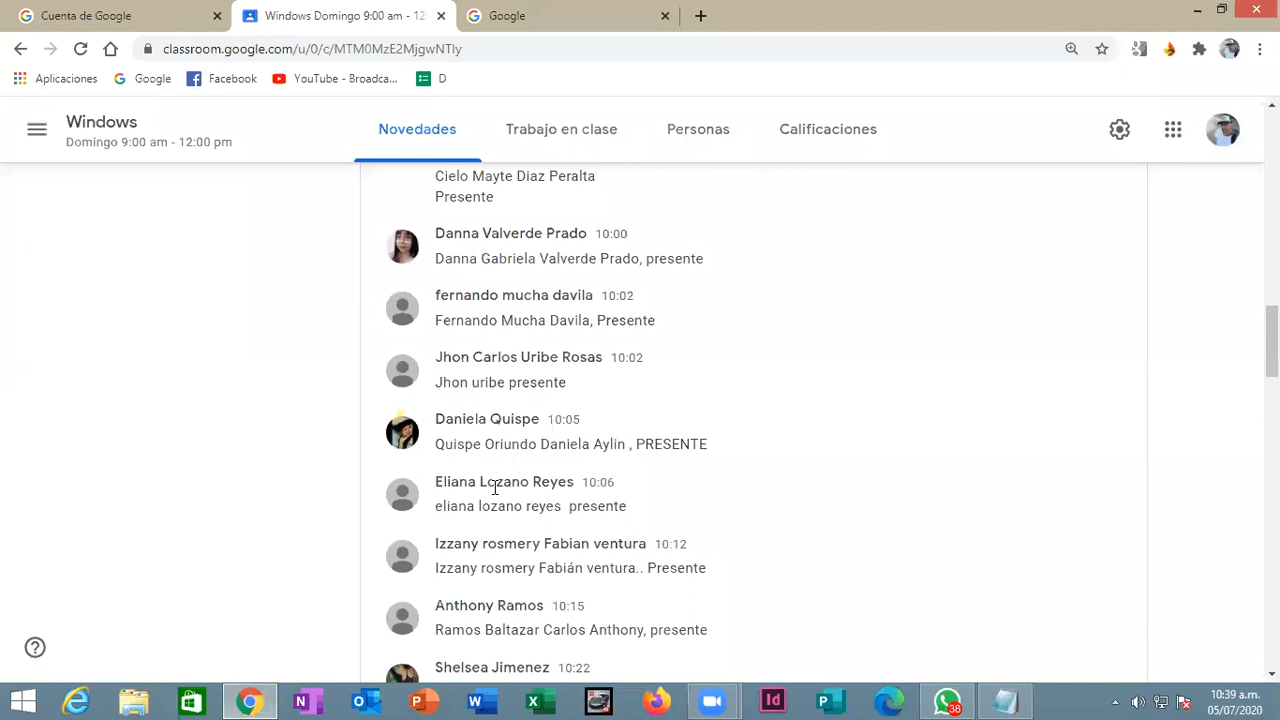 Cuenta de Google
Windows Domingo 9:00 am - 12
Google
classroom.google.com/u/0/c/MTM0MzE2MjgwNTIy
Aplicaciones
Google
Facebook
YouTube - Broadca...
D
Windows
Domingo 9:00 am - 12:00 pm
Novedades
Trabajo en clase
Personas
Calificaciones
Cielo Mayte Diaz Peralta
Presente
Danna Valverde Prado 10:00
Danna Gabriela Valverde Prado, presente
fernando mucha davila 10:02
Fernando Mucha Davila, Presente
Jhon Carlos Uribe Rosas 10:02
Jhon uribe presente
Daniela Quispe 10:05
Quispe Oriundo Daniela Aylin , PRESENTE
Eliana Lozano Reyes 10:06
eliana lozano reyes presente
Izzany rosmery Fabian ventura 10:12
Izzany rosmery Fabián ventura.. Presente
Anthony Ramos 10:15
Ramos Baltazar Carlos Anthony, presente
Shelsea Jimenez 10:22
38
10:39 a.m.
05/07/2020